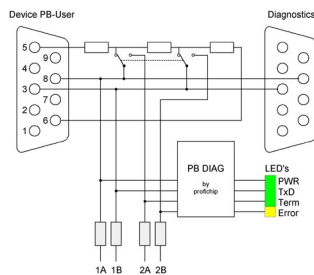 Device PB-User
Diagnostics
5
9
4
8
3
7
2
6
1
PB DIAG
by
profichip
LED's
PWR
TxD
Term
Error
1A 1B 2A 2B